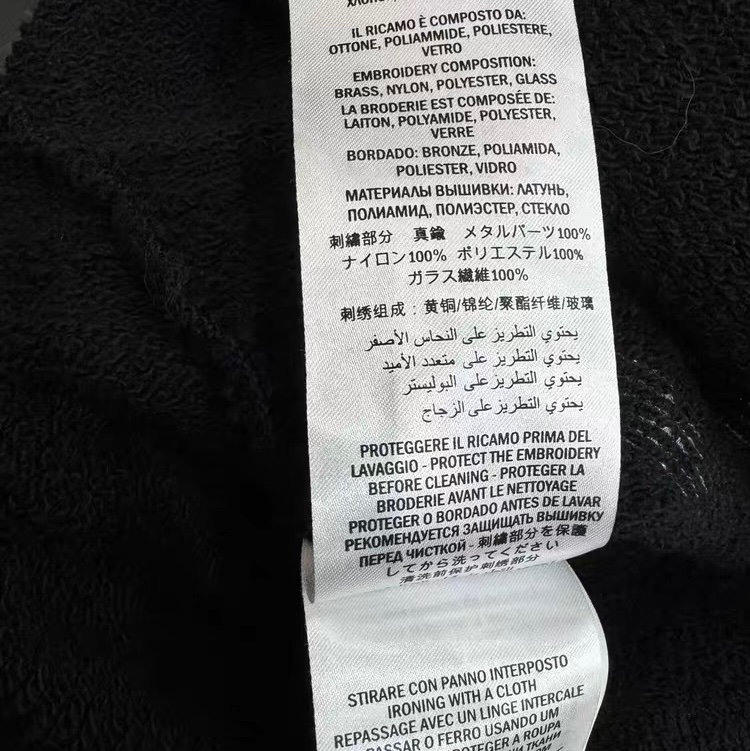 IL RICAMO È COMPOSTO DA:
OTTONE, POLIAMMIDE, POLIESTERE,
VETRO
EMBROIDERY COMPOSITION:
BRASS, NYLON, POLYESTER, GLASS
LA BRODERIE EST COMPOSÉE DE:
LAITON, POLYAMIDE, POLYESTER,
VERRE
BORDADO: BRONZE, POLIAMIDA,
POLIESTER, VIDRO
МАТЕРИАЛЫ ВЫШИВКИ: ЛАТУНЬ,
ПОЛИАМИД, ПОЛИЭСТЕР, СТЕКЛО
刺繍部分 真鍮 メタルパーツ100%
ナイロン100% ポリエステル100%
ガラス繊維100%
刺绣组成：黄铜/锦纶/聚酯纤维/玻璃
يحتوي التطريز على النحاس الأصفر
يحتوي التطريز على متعدد الأميد
يحتوي التطريز على البوليستر
يحتوي التطريز على الزجاج
PROTEGGERE IL RICAMO PRIMA DEL
LAVAGGIO - PROTECT THE EMBROIDERY
BEFORE CLEANING - PROTEGER LA
BRODERIE AVANT LE NETTOYAGE
PROTEGER O BORDADO ANTES DE LAVAR
РЕКОМЕНДУЕТСЯ ЗАЩИЩАТЬ ВЫШИВКУ
ПЕРЕД ЧИСТКОЙ - 刺繍部分を保護
してから洗ってください
清洗前保护刺绣部分
STIRARE CON PANNO INTERPOSTO
IRONING WITH A CLOTH
REPASSAGE AVEC UN LINGE INTERCALE
PASSAR O FERRO USANDO UM
PROTEGER A ROUPA
ТКАНИ